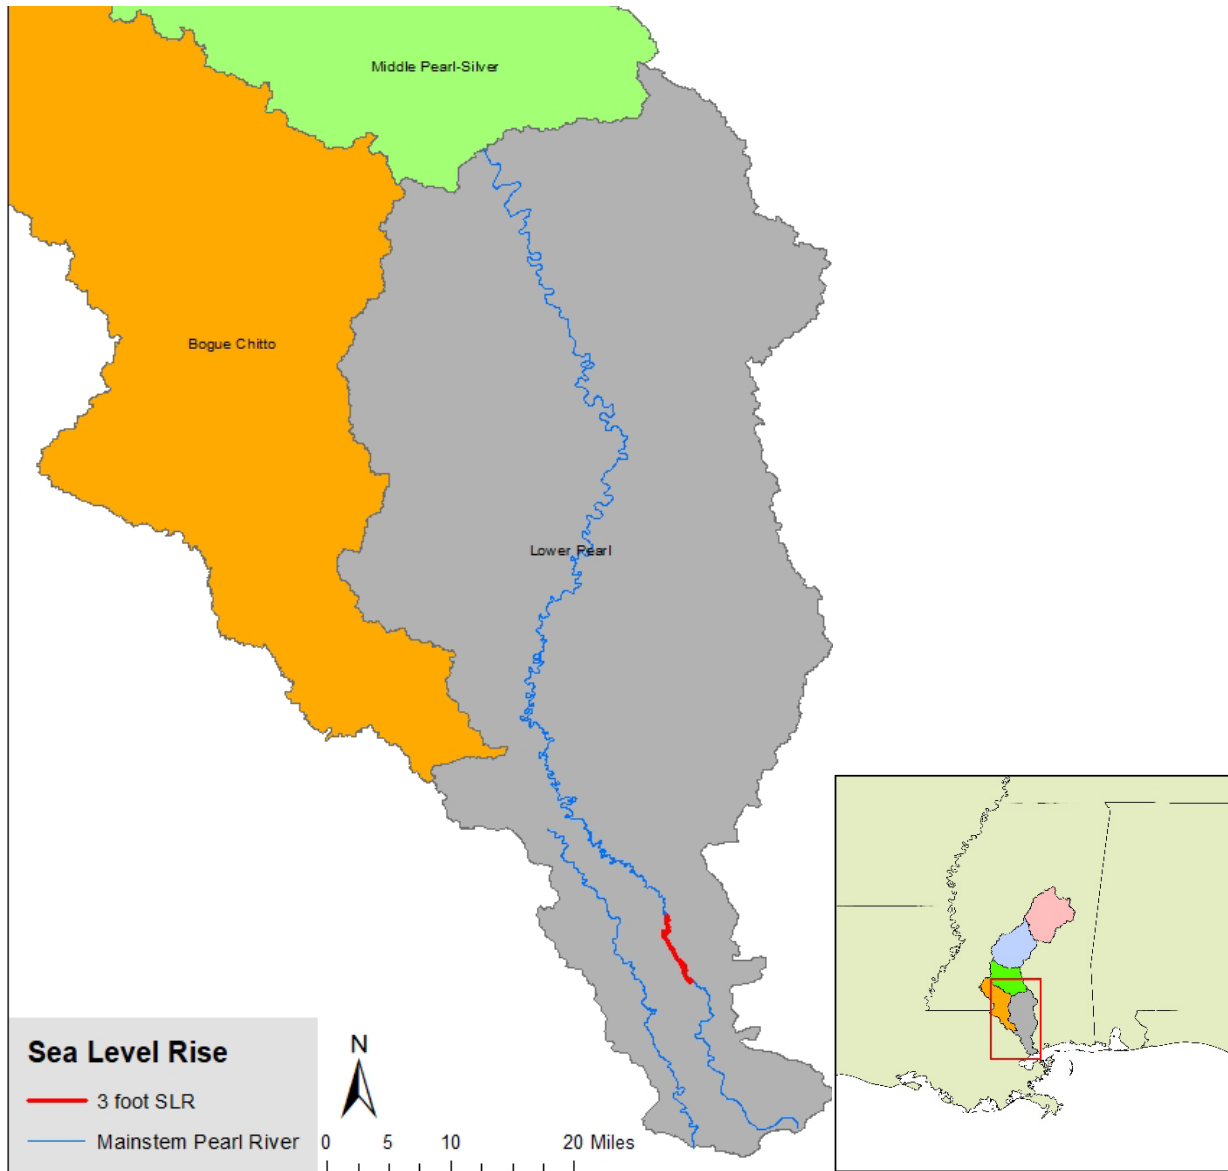 Middle Pearl-Silver
Bogue Chitto
Lower Pearl
Sea Level Rise
3 foot SLR
Mainstem Pearl River
N
0 5 10 20 Miles